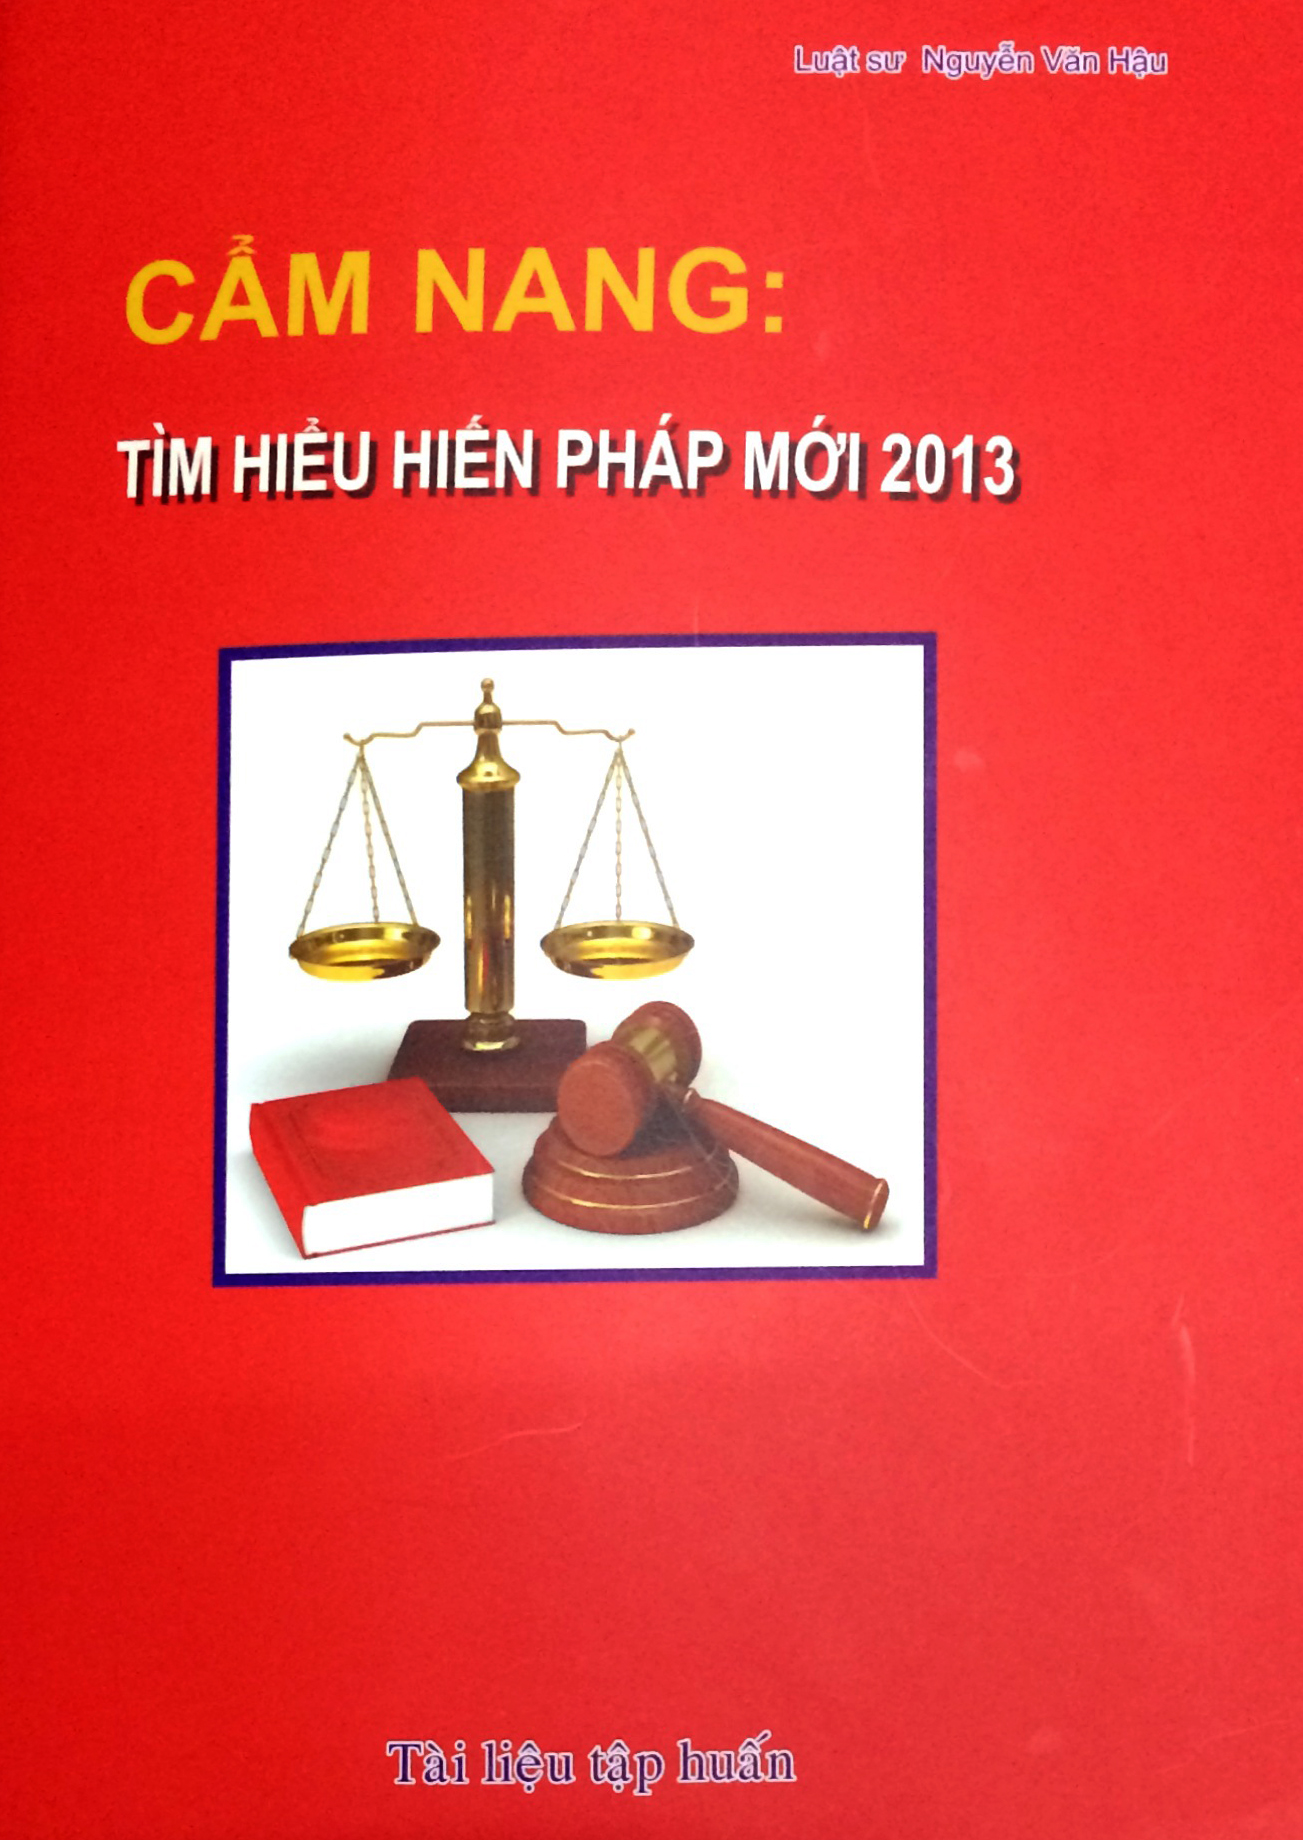 Luật sư Nguyễn Văn Hậu
CẨM NANG:
TÌM HIỂU HIẾN PHÁP MỚI 2013
Tài liệu tập huấn